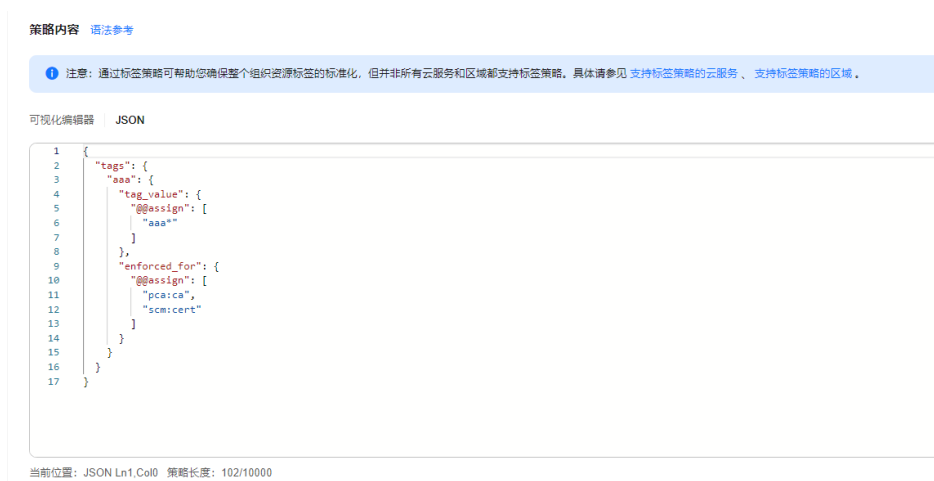 策略内容 语法参考
注意：通过标签策略可帮助您确保整个组织资源标签的标准化，但并非所有云服务和区域都支持标签策略。具体请参见 支持标签策略的云服务 、 支持标签策略的区域 。
可视化编辑器 JSON
1 {
2 "tags": {
3 "aaa": {
4 "tag_value": {
5 "@@assign": [
6 "aaa*"
7 ]
8 },
9 "enforced_for": {
10 "@@assign": [
11 "pca:ca",
12 "scm:cert"
13 ]
14 }
15 }
16 }
17 }
当前位置：JSON Ln1,Col0 策略长度：102/10000